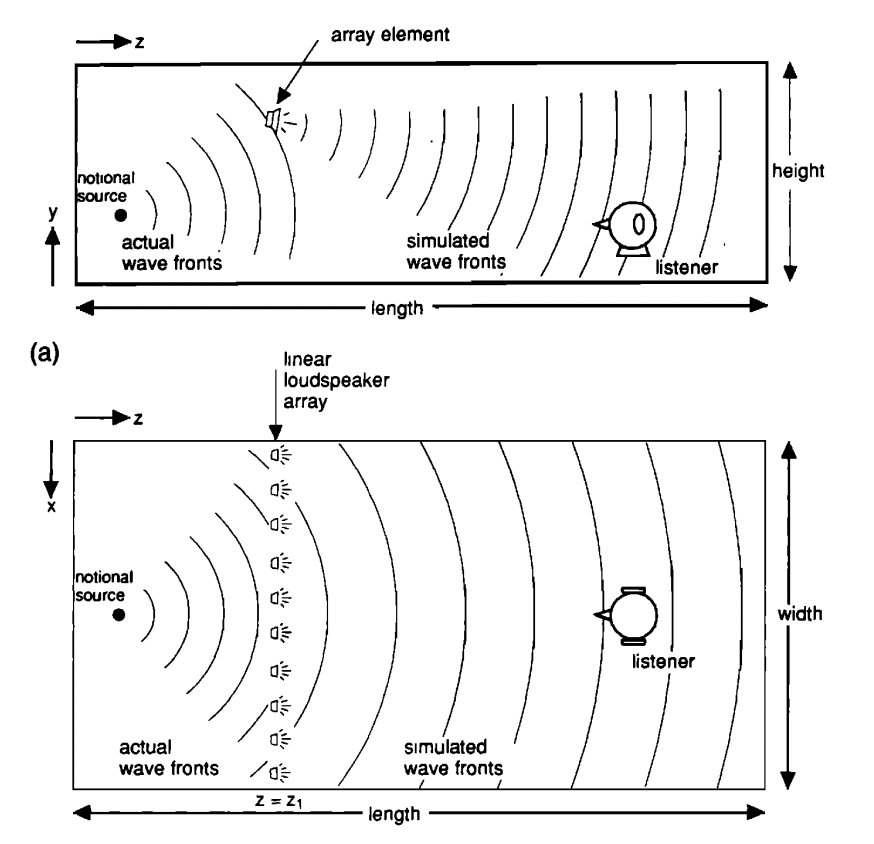 array element
z
notional
source
height
y
actual
wave fronts
simulated
wave fronts
listener
length
(a)
linear
loudspeaker
array
z
x
notional
source
width
listener
actual
wave fronts
simulated
wave fronts
z = z₁
length